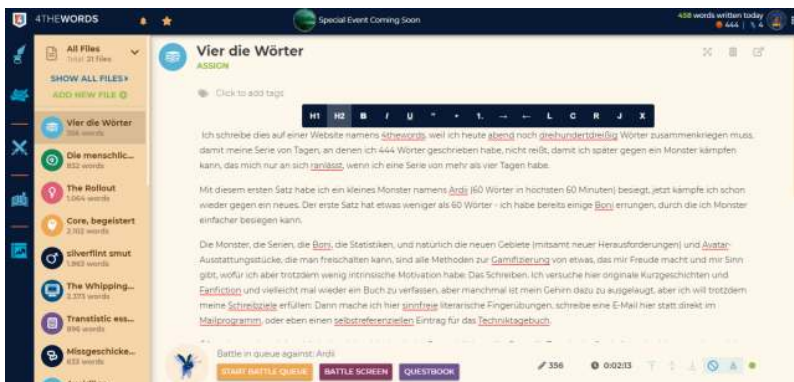 4THEWORDS
Special Event Coming Soon
458 words written today
444 | 4
All Files
Total 21 files
SHOW ALL FILES
ADD NEW FILE
Vier die Wörter
356 words
Die menschlic...
832 words
The Rollout
1,064 words
Core, begeistert
2,102 words
silverflint smut
1,963 words
The Whipping...
2,373 words
Transtistic ess...
896 words
Missgeschicke...
633 words
Vier die Wörter
ASSIGN
Click to add tags
H1 H2 B I U " • 1. → ← L C R J X
Ich schreibe dies auf einer Website namens 4thewords, weil ich heute abend noch dreihundertdreißig Wörter zusammenkriegen muss,
damit meine Serie von Tagen, an denen ich 444 Wörter geschrieben habe, nicht reißt, damit ich später gegen ein Monster kämpfen
kann, das mich nur an sich ranlässt, wenn ich eine Serie von mehr als vier Tagen habe.
Mit diesem ersten Satz habe ich ein kleines Monster namens Ardii (60 Wörter in höchsten 60 Minuten) besiegt, jetzt kämpfe ich schon
wieder gegen ein neues. Der erste Satz hat etwas weniger als 60 Wörter - ich habe bereits einige Boni errungen, durch die ich Monster
einfacher besiegen kann.
Die Monster, die Serien, die Boni, die Statistiken, und natürlich die neuen Gebiete (mitsamt neuer Herausforderungen) und Avatar-
Ausstattungsstücke, die man freischalten kann, sind alle Methoden zur Gamifizierung von etwas, das mir Freude macht und mir Sinn
gibt, wofür ich aber trotzdem wenig intrinsische Motivation habe: Das Schreiben. Ich versuche hier originale Kurzgeschichten und
Fanfiction und vielleicht mal wieder ein Buch zu verfassen, aber manchmal ist mein Gehirn dazu zu ausgelaugt, aber ich will trotzdem
meine Schreibziele erfüllen: Dann mache ich hier sinnfreie literarische Fingerübungen, schreibe eine E-Mail hier statt direkt im
Mailprogramm, oder eben einen selbstreferenziellen Eintrag für das Techniktagebuch.
Battle in queue against: Ardii
START BATTLE QUEUE BATTLE SCREEN QUESTBOOK
356 0:02:13